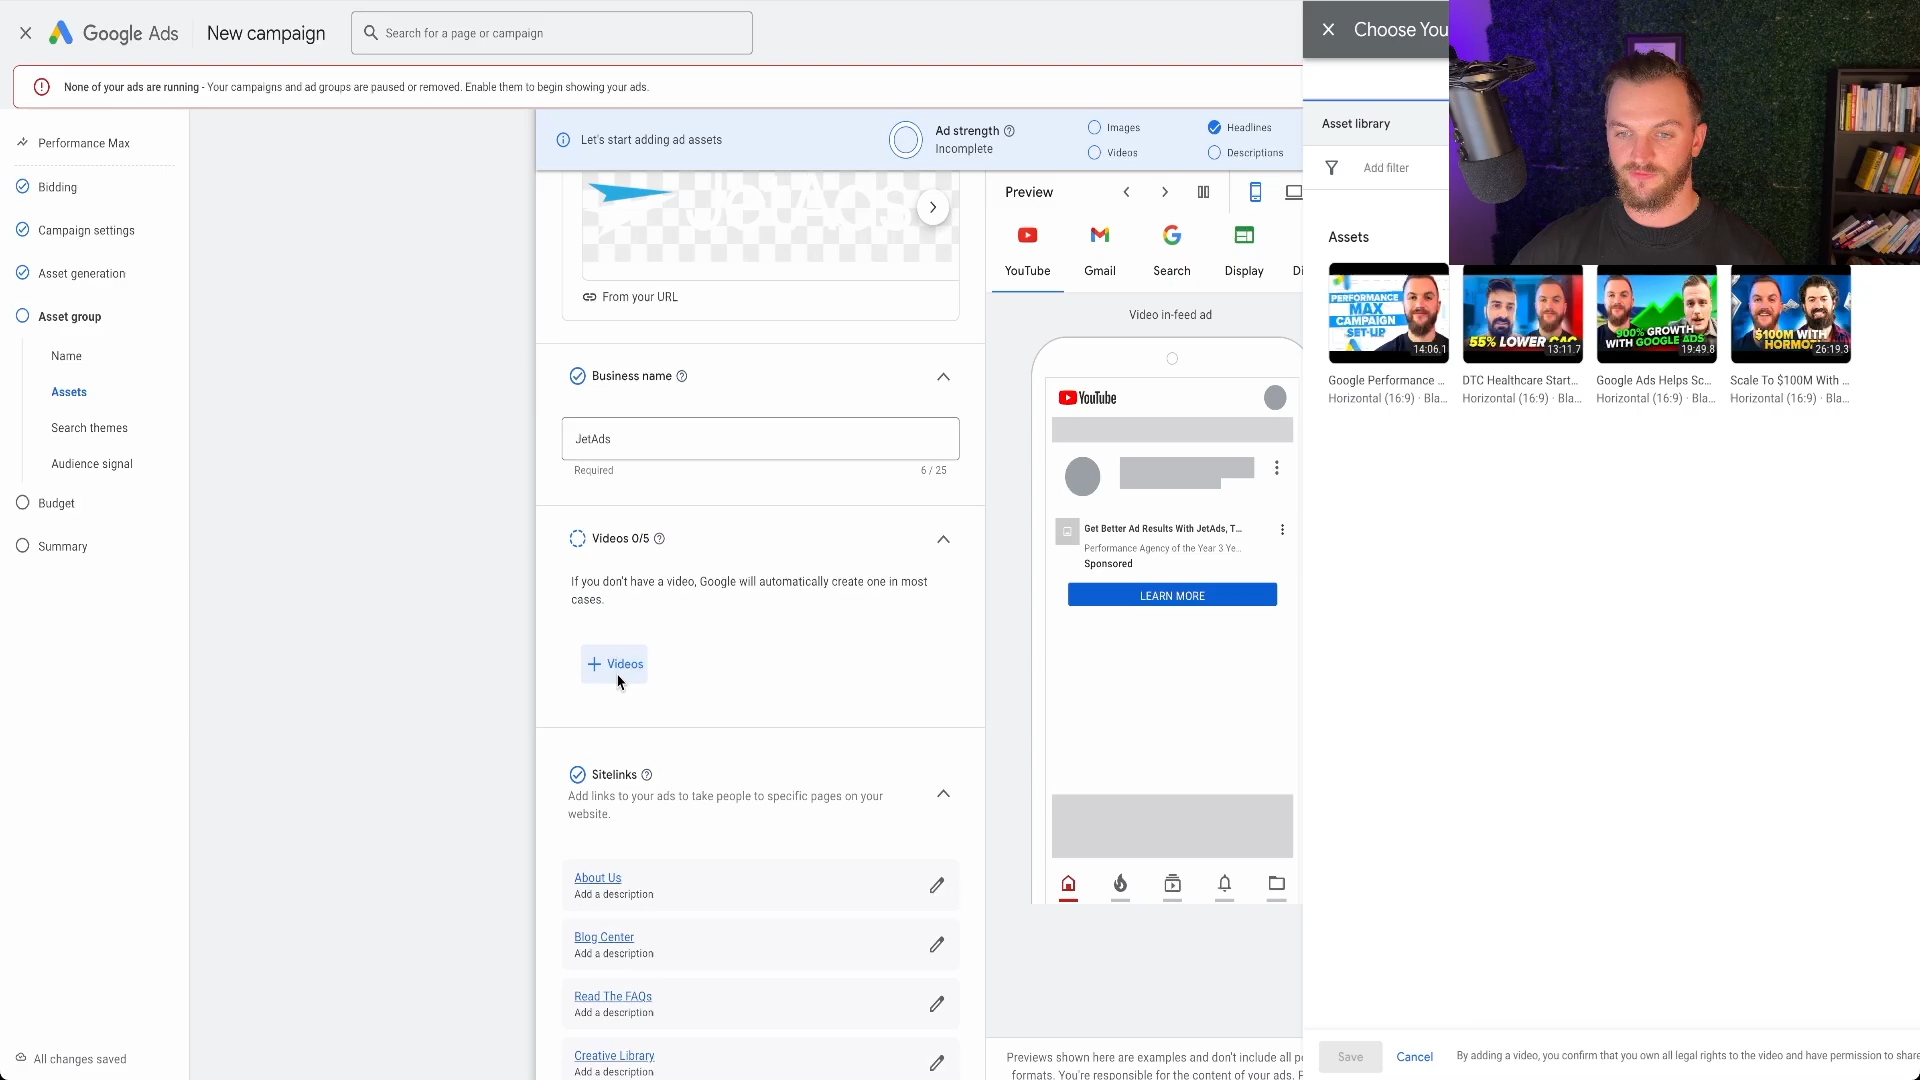 Google Ads
New campaign
Search for a page or campaign
None of your ads are running - Your campaigns and ad groups are paused or removed. Enable them to begin showing your ads.
Performance Max
Bidding
Campaign settings
Asset generation
Asset group
Name
Assets
Search themes
Audience signal
Budget
Summary
All changes saved
Let's start adding ad assets
Ad strength
Incomplete
Images
Videos
Headlines
Descriptions
JetAds
From your URL
Business name
JetAds
Required
6 / 25
Videos 0/5
If you don't have a video, Google will automatically create one in most
cases.
Videos
Sitelinks
Add links to your ads to take people to specific pages on your
website.
About Us
Add a description
Blog Center
Add a description
Read The FAQs
Add a description
Creative Library
Add a description
Preview
YouTube
Gmail
Search
Display
Di
Video in-feed ad
YouTube
Get Better Ad Results With JetAds, T...
Performance Agency of the Year 3 Ye...
Sponsored
LEARN MORE
Previews shown here are examples and don't include all po
formats. You're responsible for the content of your ads. P
Choose You
Asset library
Add filter
Assets
PERFORMANCE
MAX
CAMPAIGN
SET-UP
14:06.1
Google Performance ...
Horizontal (16:9) · Bla...
55% LOWER CAC
13:11.7
DTC Healthcare Start...
Horizontal (16:9) · Bla...
900% GROWTH
WITH GOOGLE ADS
19:49.8
Google Ads Helps Sc...
Horizontal (16:9) · Bla...
$100M WITH
26:19.3
Scale To $100M With ...
Horizontal (16:9) · Bla...
Save
Cancel
By adding a video, you confirm that you own all legal rights to the video and have permission to share